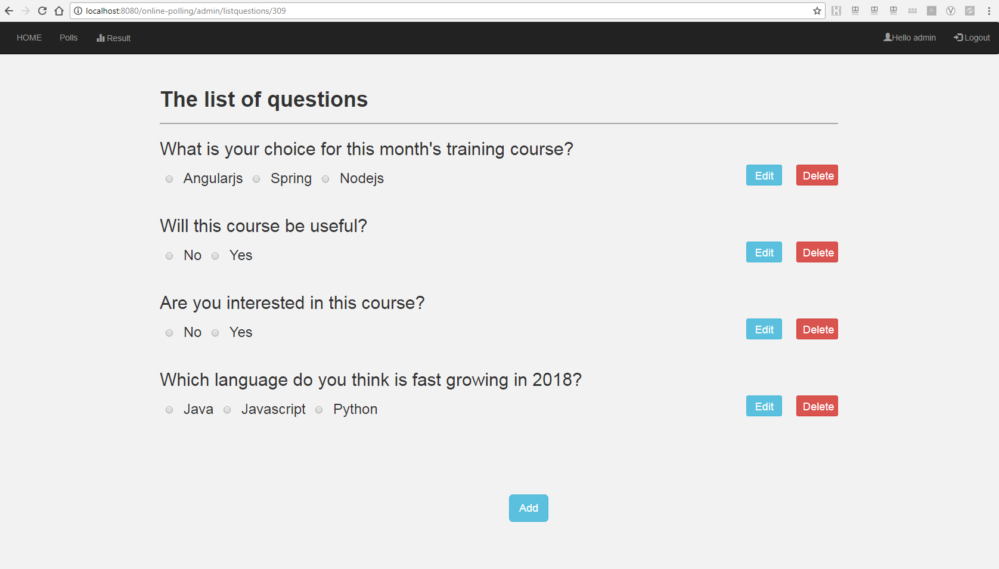 localhost:8080/online-polling/admin/listquestions/309
HOME Polls Result Hello admin Logout
The list of questions
What is your choice for this month's training course?
Angularjs Spring Nodejs Edit Delete
Will this course be useful?
No Yes Edit Delete
Are you interested in this course?
No Yes Edit Delete
Which language do you think is fast growing in 2018?
Java Javascript Python Edit Delete
Add